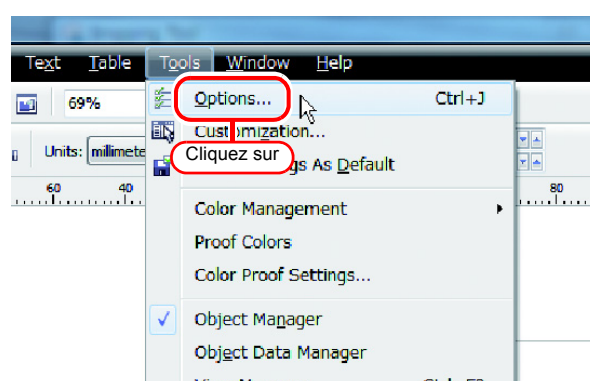 Text Table Tools Window Help
69%
Options... Ctrl+J
Customization...
Units: millimete
Cliquez sur
gs As Default
60 40 80
Color Management
Proof Colors
Color Proof Settings...
Object Manager
Object Data Manager